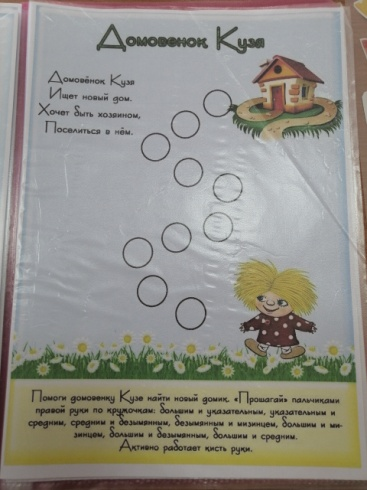 Домовенок Кузя
Домовёнок Кузя
Ищет новый дом.
Хочет быть хозяином,
Поселиться в нём.
Помоги домовенку Кузе найти новый домик. «Прошагай» пальчиками
правой руки по кружочкам: большим и указательным, указательным и
средним, средним и безымянным, безымянным и мизинцем, большим и ми-
зинцем, большим и безымянным, большим и средним.
Активно работает кисть руки.